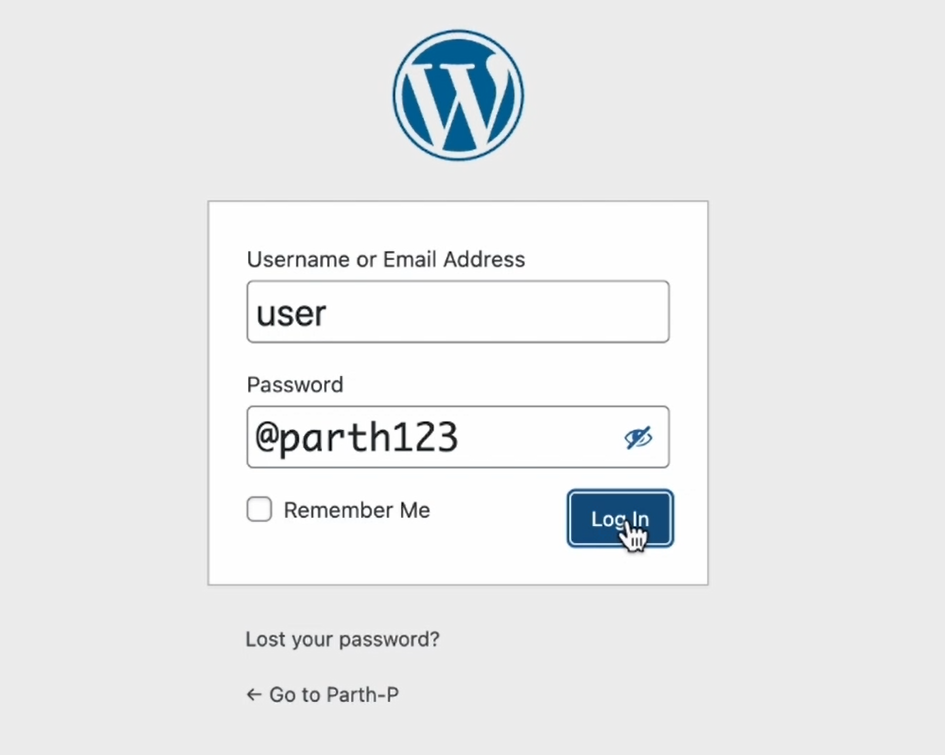 Username or Email Address
user
Password
@parth123
Remember Me
Log In
Lost your password?
← Go to Parth-P